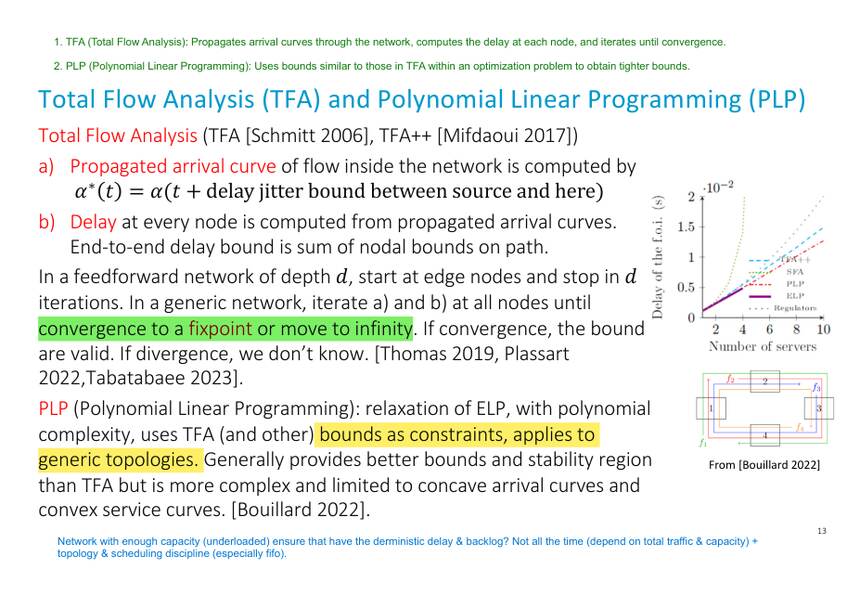 1. TFA (Total Flow Analysis): Propagates arrival curves through the network, computes the delay at each node, and iterates until convergence.
2. PLP (Polynomial Linear Programming): Uses bounds similar to those in TFA within an optimization problem to obtain tighter bounds.
Total Flow Analysis (TFA) and Polynomial Linear Programming (PLP)
Total Flow Analysis (TFA [Schmitt 2006], TFA++ [Mifdaoui 2017])
a) Propagated arrival curve of flow inside the network is computed by
α*(t) = α(t + delay jitter bound between source and here)
b) Delay at every node is computed from propagated arrival curves.
End-to-end delay bound is sum of nodal bounds on path.
In a feedforward network of depth d, start at edge nodes and stop in d
iterations. In a generic network, iterate a) and b) at all nodes until
convergence to a fixpoint or move to infinity. If convergence, the bound
are valid. If divergence, we don't know. [Thomas 2019, Plassart
2022,Tabatabaee 2023].
PLP (Polynomial Linear Programming): relaxation of ELP, with polynomial
complexity, uses TFA (and other) bounds as constraints, applies to
generic topologies. Generally provides better bounds and stability region
than TFA but is more complex and limited to concave arrival curves and
convex service curves. [Bouillard 2022].
·10⁻²
Delay of the f.o.i. (s)
2
1.5
1
0.5
0
TFA++
SFA
PLP
ELP
Regulators
2 4 6 8 10
Number of servers
f₂ 2
f₃
1 3
f₄
f₁ 4
From [Bouillard 2022]
13
Network with enough capacity (underloaded) ensure that have the derministic delay & backlog? Not all the time (depend on total traffic & capacity) +
topology & scheduling discipline (especially fifo).